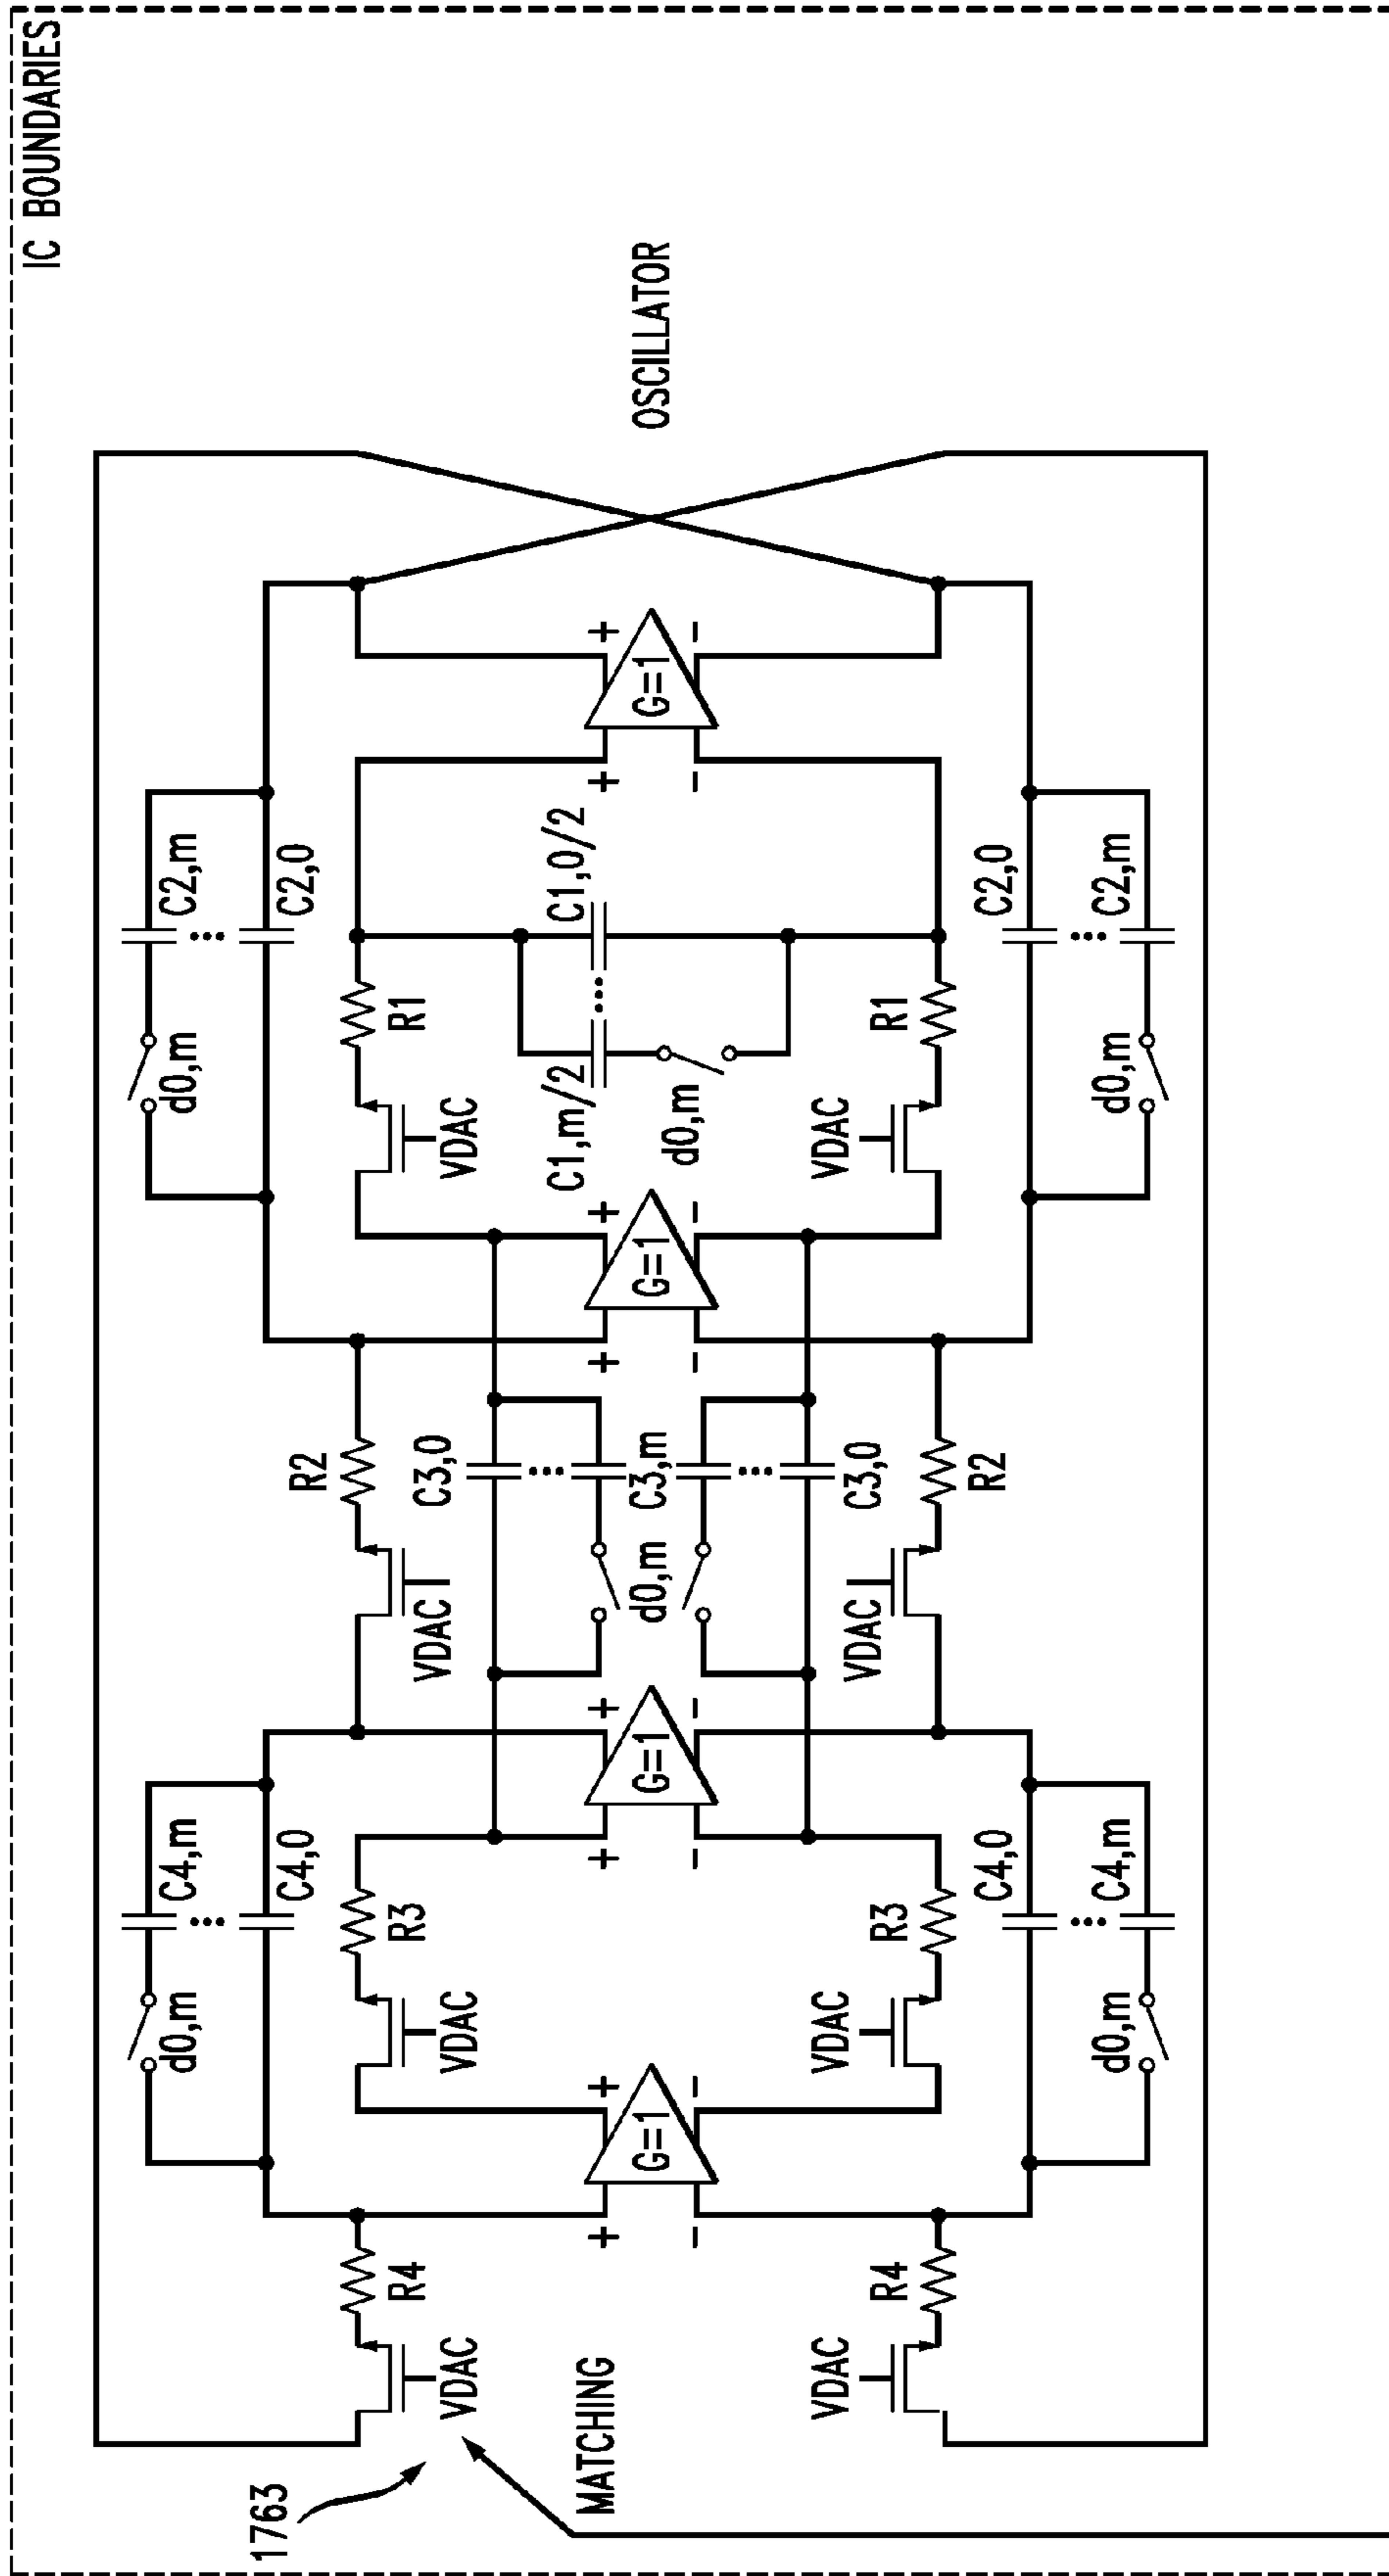 IC BOUNDARIES
d0,m C4,m d0,m C2,m
1763
C4,0 C2,0
R2
R4 R3 R1
VDAC C3,0
VDAC VDAC VDAC
C1,m/2 C1,0/2
MATCHING
+ + + + + + + +
G=1 G=1 d0,m C3,m G=1 G=1 OSCILLATOR
d0,m
− − − − − − − −
VDAC VDAC VDAC
VDAC C3,0
R4 R3 R1
C4,0 R2 C2,0
d0,m C4,m d0,m C2,m